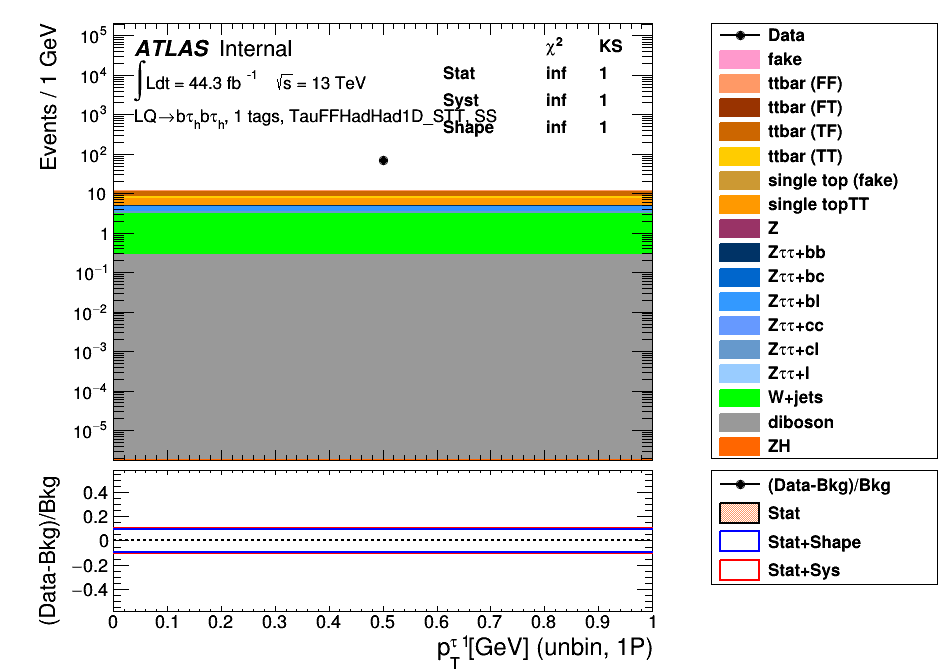 Events / 1 GeV
10⁵
10⁴
10³
10²
10
1
10⁻¹
10⁻²
10⁻³
10⁻⁴
10⁻⁵
ATLAS Internal
∫Ldt = 44.3 fb⁻¹ √s = 13 TeV
LQ→bτₕbτₕ, 1 tags, TauFFHadHad1D_STT, SS
χ² KS
Stat inf 1
Syst inf 1
Shape inf 1
Data
fake
ttbar (FF)
ttbar (FT)
ttbar (TF)
ttbar (TT)
single top (fake)
single topTT
Z
Zττ+bb
Zττ+bc
Zττ+bl
Zττ+cc
Zττ+cl
Zττ+l
W+jets
diboson
ZH
(Data-Bkg)/Bkg
0.4
0.2
0
−0.2
−0.4
0 0.1 0.2 0.3 0.4 0.5 0.6 0.7 0.8 0.9 1
p_T^τ 1[GeV] (unbin, 1P)
(Data-Bkg)/Bkg
Stat
Stat+Shape
Stat+Sys